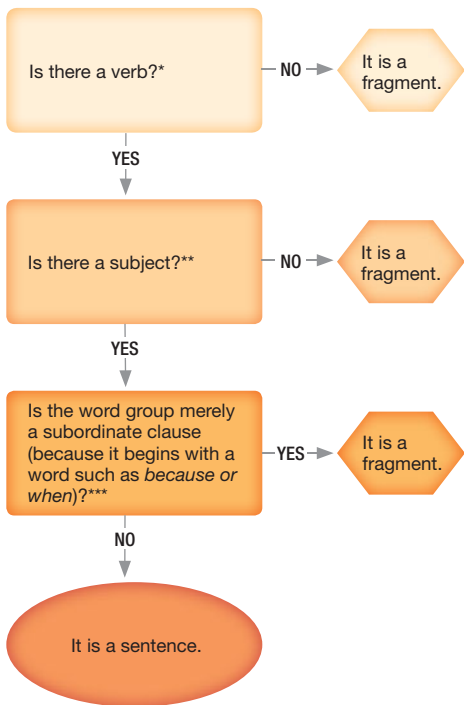 Is there a verb?*
NO
It is a
fragment.
YES
Is there a subject?**
NO
It is a
fragment.
YES
Is the word group merely
a subordinate clause
(because it begins with a
word such as because or
when)?***
YES
It is a
fragment.
NO
It is a sentence.